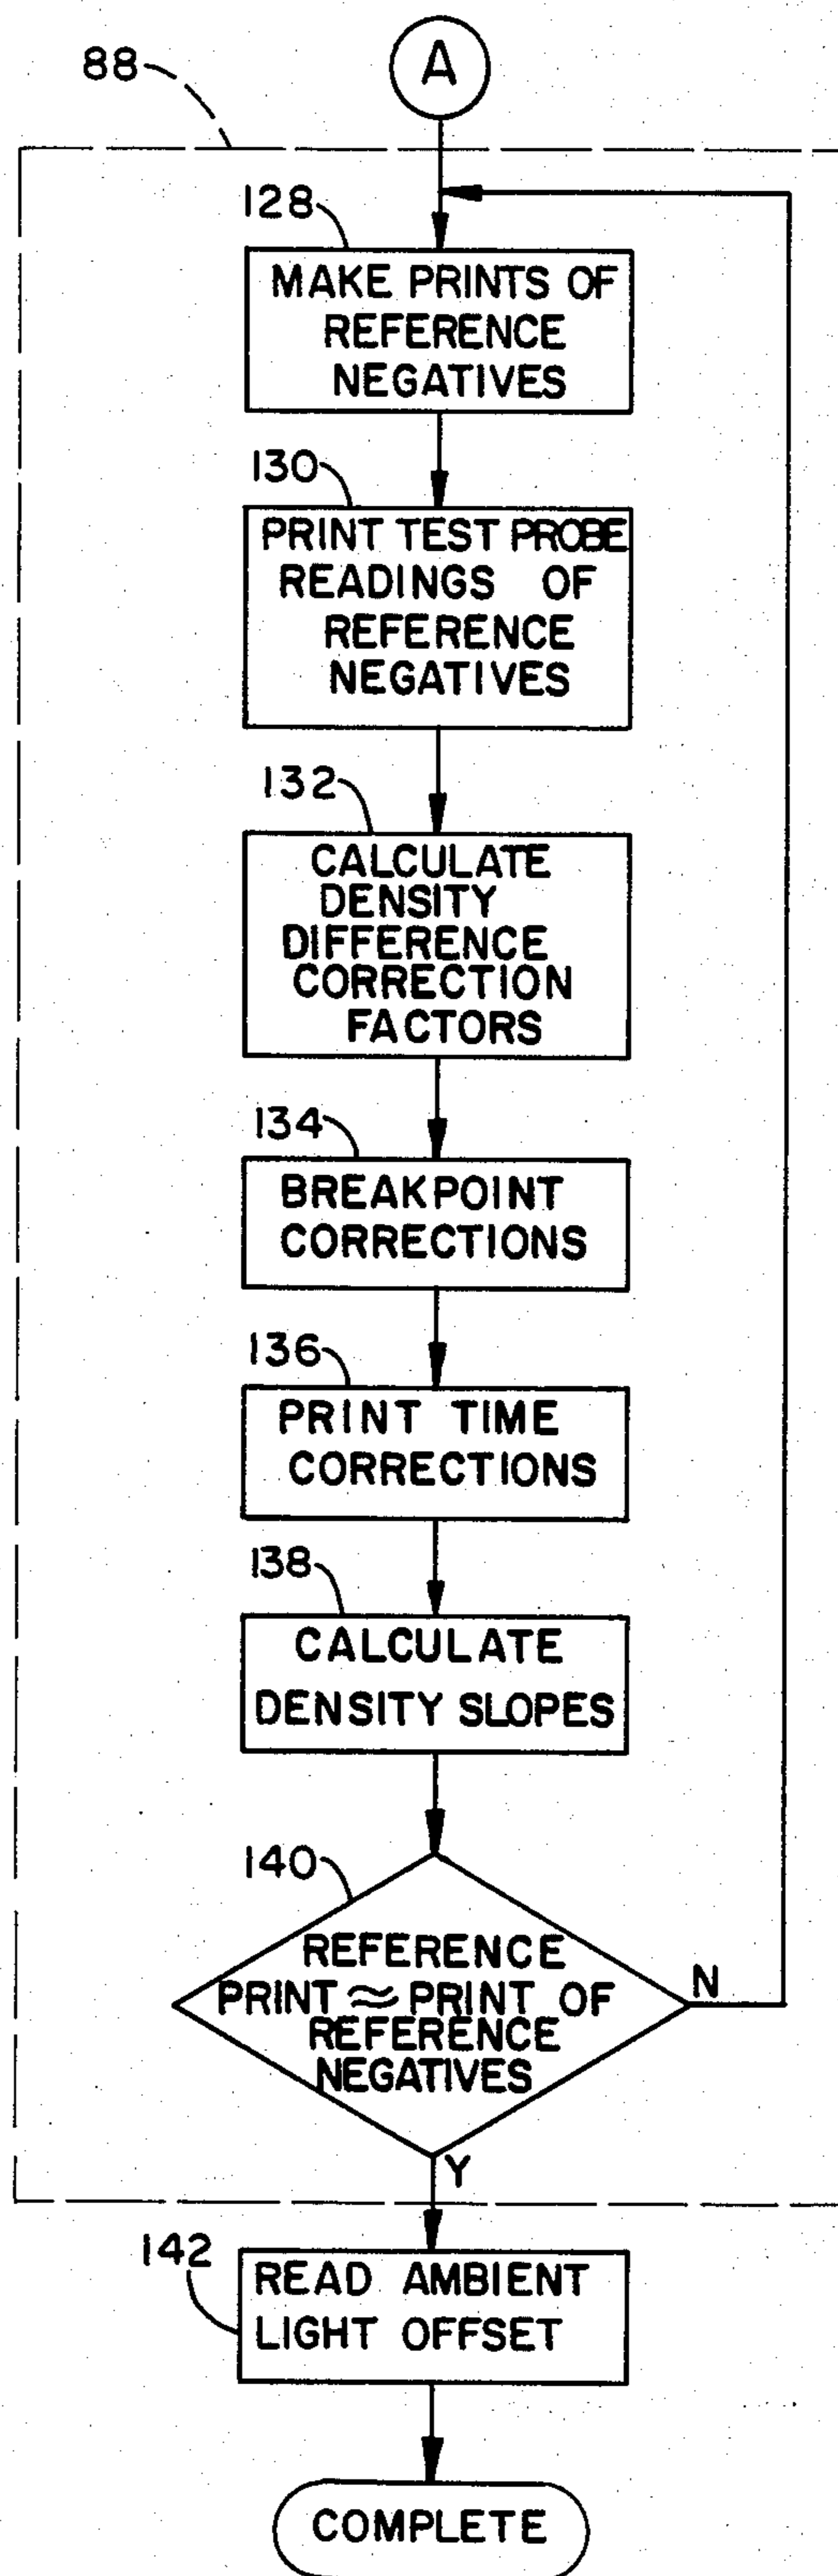 A
88
128
MAKE PRINTS OF
REFERENCE
NEGATIVES
130
PRINT TEST PROBE
READINGS OF
REFERENCE
NEGATIVES
132
CALCULATE
DENSITY
DIFFERENCE
CORRECTION
FACTORS
134
BREAKPOINT
CORRECTIONS
136
PRINT TIME
CORRECTIONS
138
CALCULATE
DENSITY SLOPES
140
REFERENCE
PRINT ≈ PRINT OF
REFERENCE
NEGATIVES
N
Y
142
READ AMBIENT
LIGHT OFFSET
COMPLETE